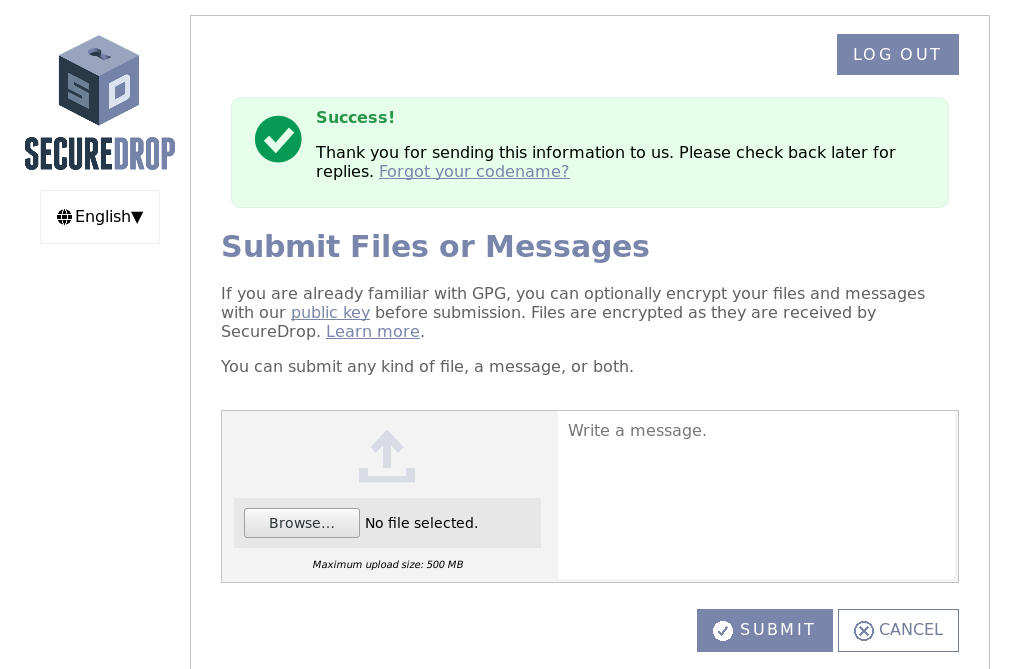 SD
SECUREDROP
English▼
LOG OUT
Success!
Thank you for sending this information to us. Please check back later for
replies. Forgot your codename?
Submit Files or Messages
If you are already familiar with GPG, you can optionally encrypt your files and messages
with our public key before submission. Files are encrypted as they are received by
SecureDrop. Learn more.
You can submit any kind of file, a message, or both.
Browse...
No file selected.
Maximum upload size: 500 MB
Write a message.
SUBMIT
CANCEL